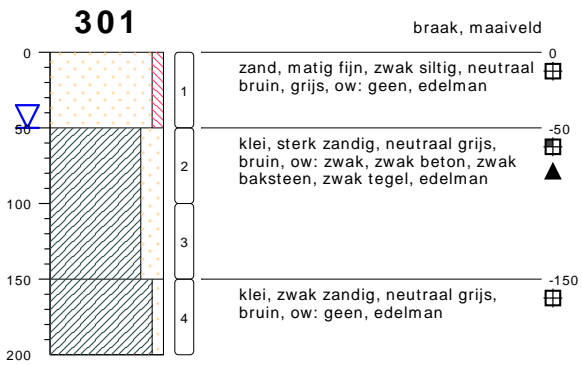 301
braak, maaiveld
0
0
zand, matig fijn, zwak siltig, neutraal
bruin, grijs, ow: geen, edelman
1
50
-50
klei, sterk zandig, neutraal grijs,
bruin, ow: zwak, zwak beton, zwak
baksteen, zwak tegel, edelman
2
100
3
150
-150
klei, zwak zandig, neutraal grijs,
bruin, ow: geen, edelman
4
200